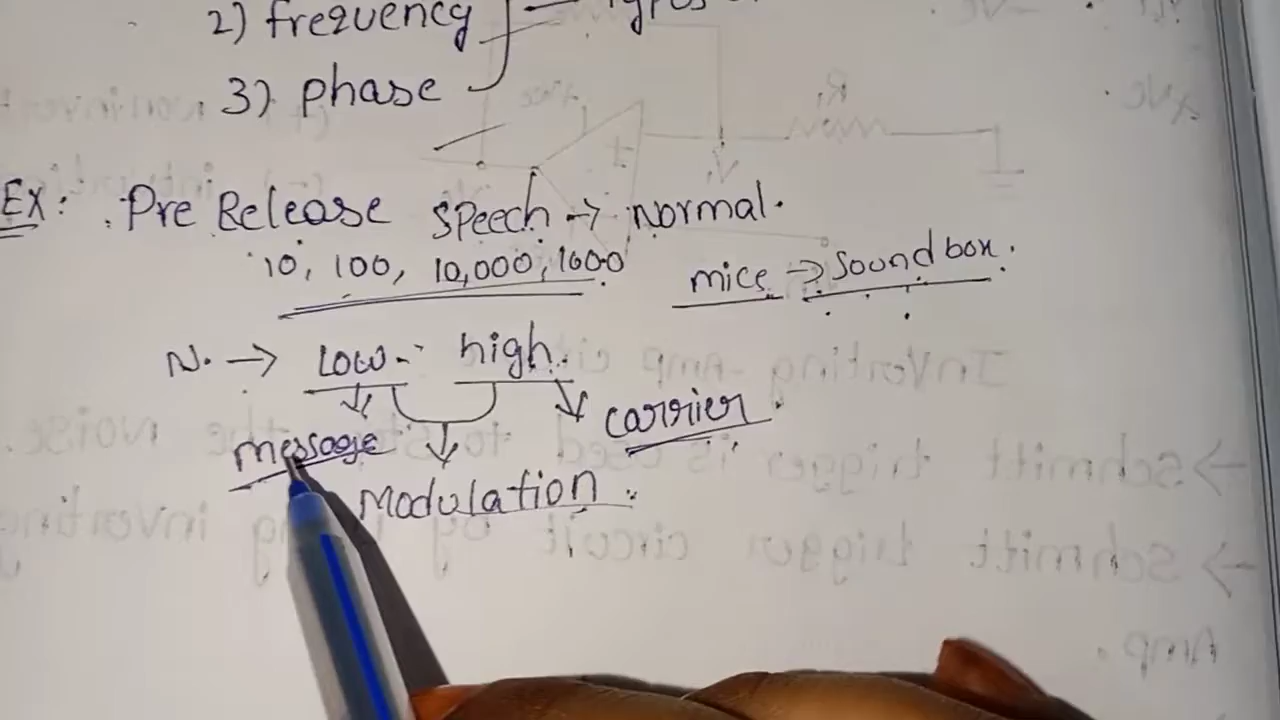 2) frequency
3) phase
Ex: Pre Release speech → normal.
10, 100, 10,000, 1000
mice → Sound box.
N. → Low - high.
message
carrier
Modulation